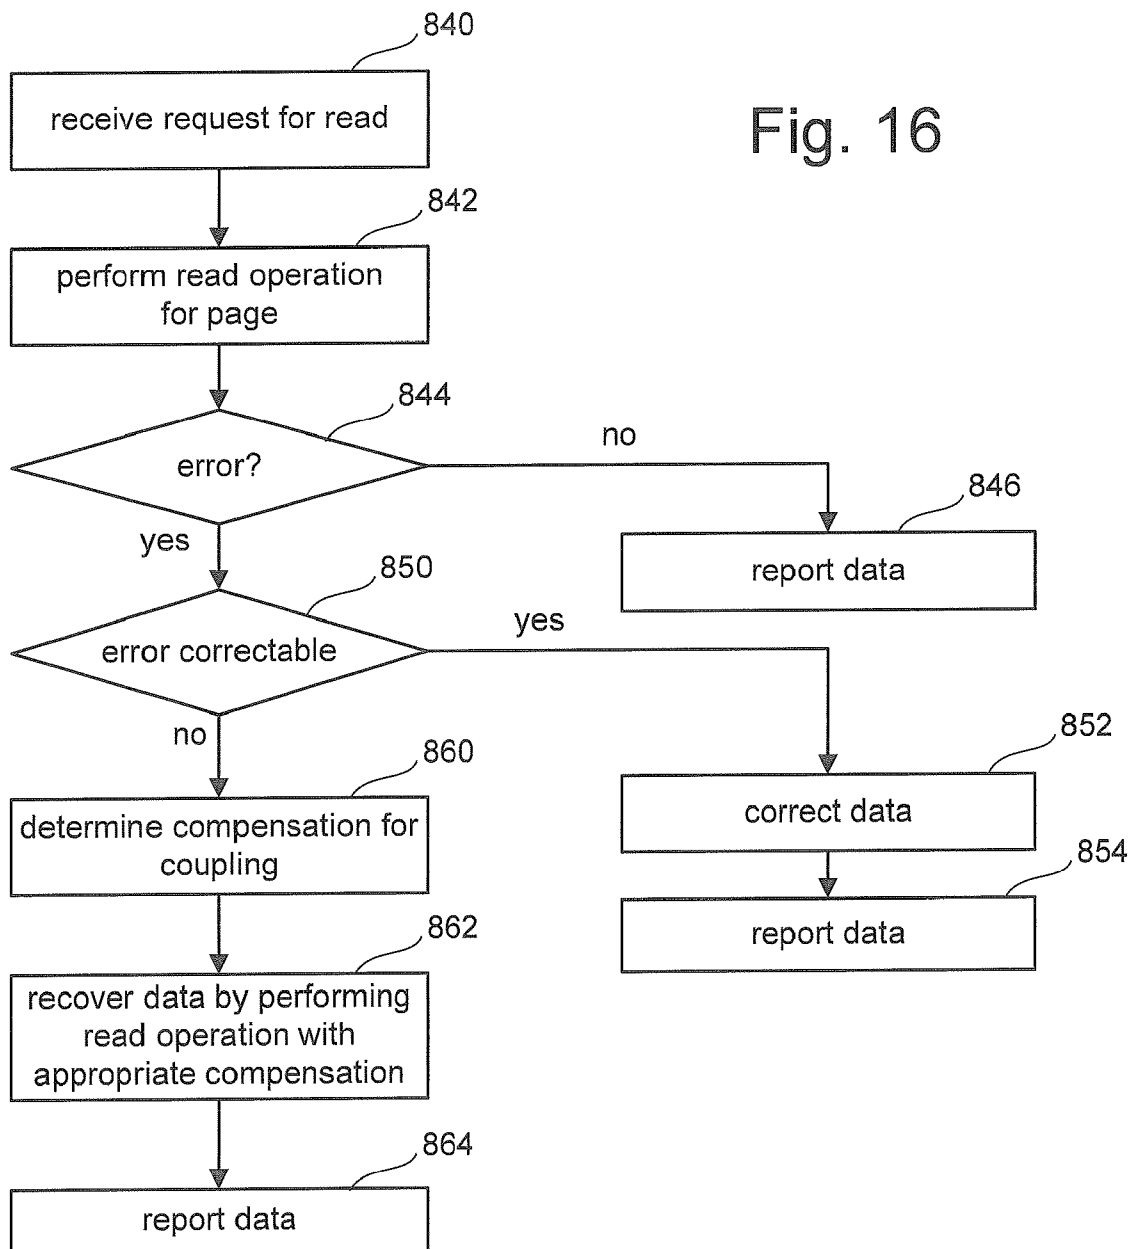 840
receive request for read
Fig. 16
842
perform read operation
for page
844
error?
no
846
report data
yes
850
error correctable
yes
no
852
correct data
860
determine compensation for
coupling
854
report data
862
recover data by performing
read operation with
appropriate compensation
864
report data